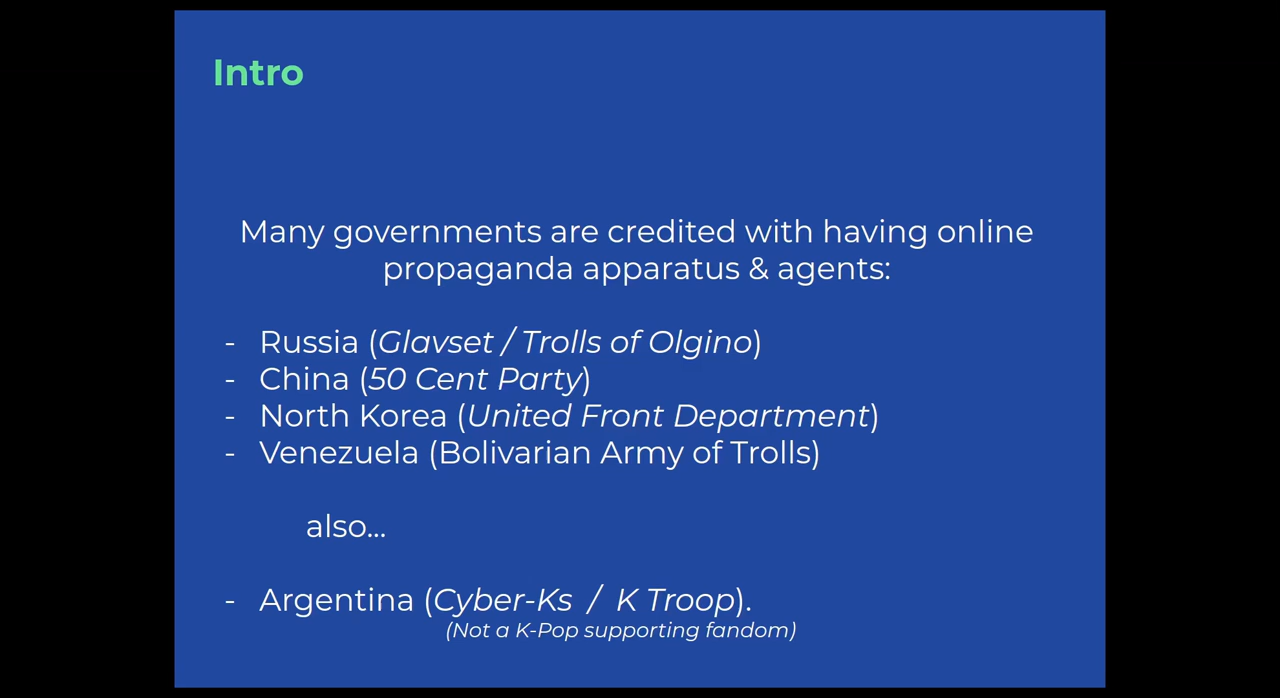 Intro
Many governments are credited with having online
propaganda apparatus & agents:
- Russia (Glavset / Trolls of Olgino)
- China (50 Cent Party)
- North Korea (United Front Department)
- Venezuela (Bolivarian Army of Trolls)
also...
- Argentina (Cyber-Ks / K Troop).
(Not a K-Pop supporting fandom)